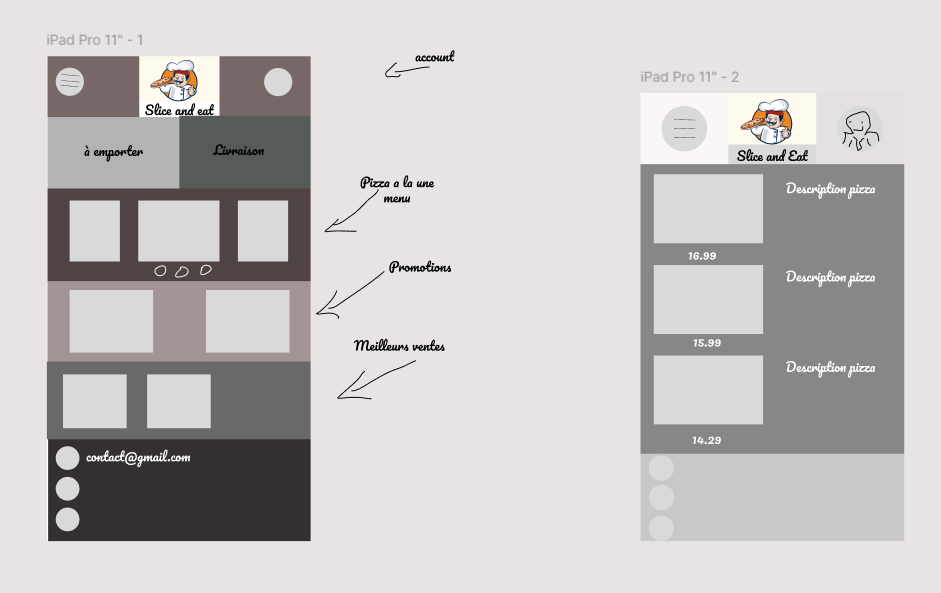 iPad Pro 11" - 1
Slice and eat
à emporter
Livraison
contact@gmail.com
account
Pizza a la une
menu
Promotions
Meilleurs ventes
iPad Pro 11" - 2
Slice and Eat
Description pizza
16.99
Description pizza
15.99
Description pizza
14.29